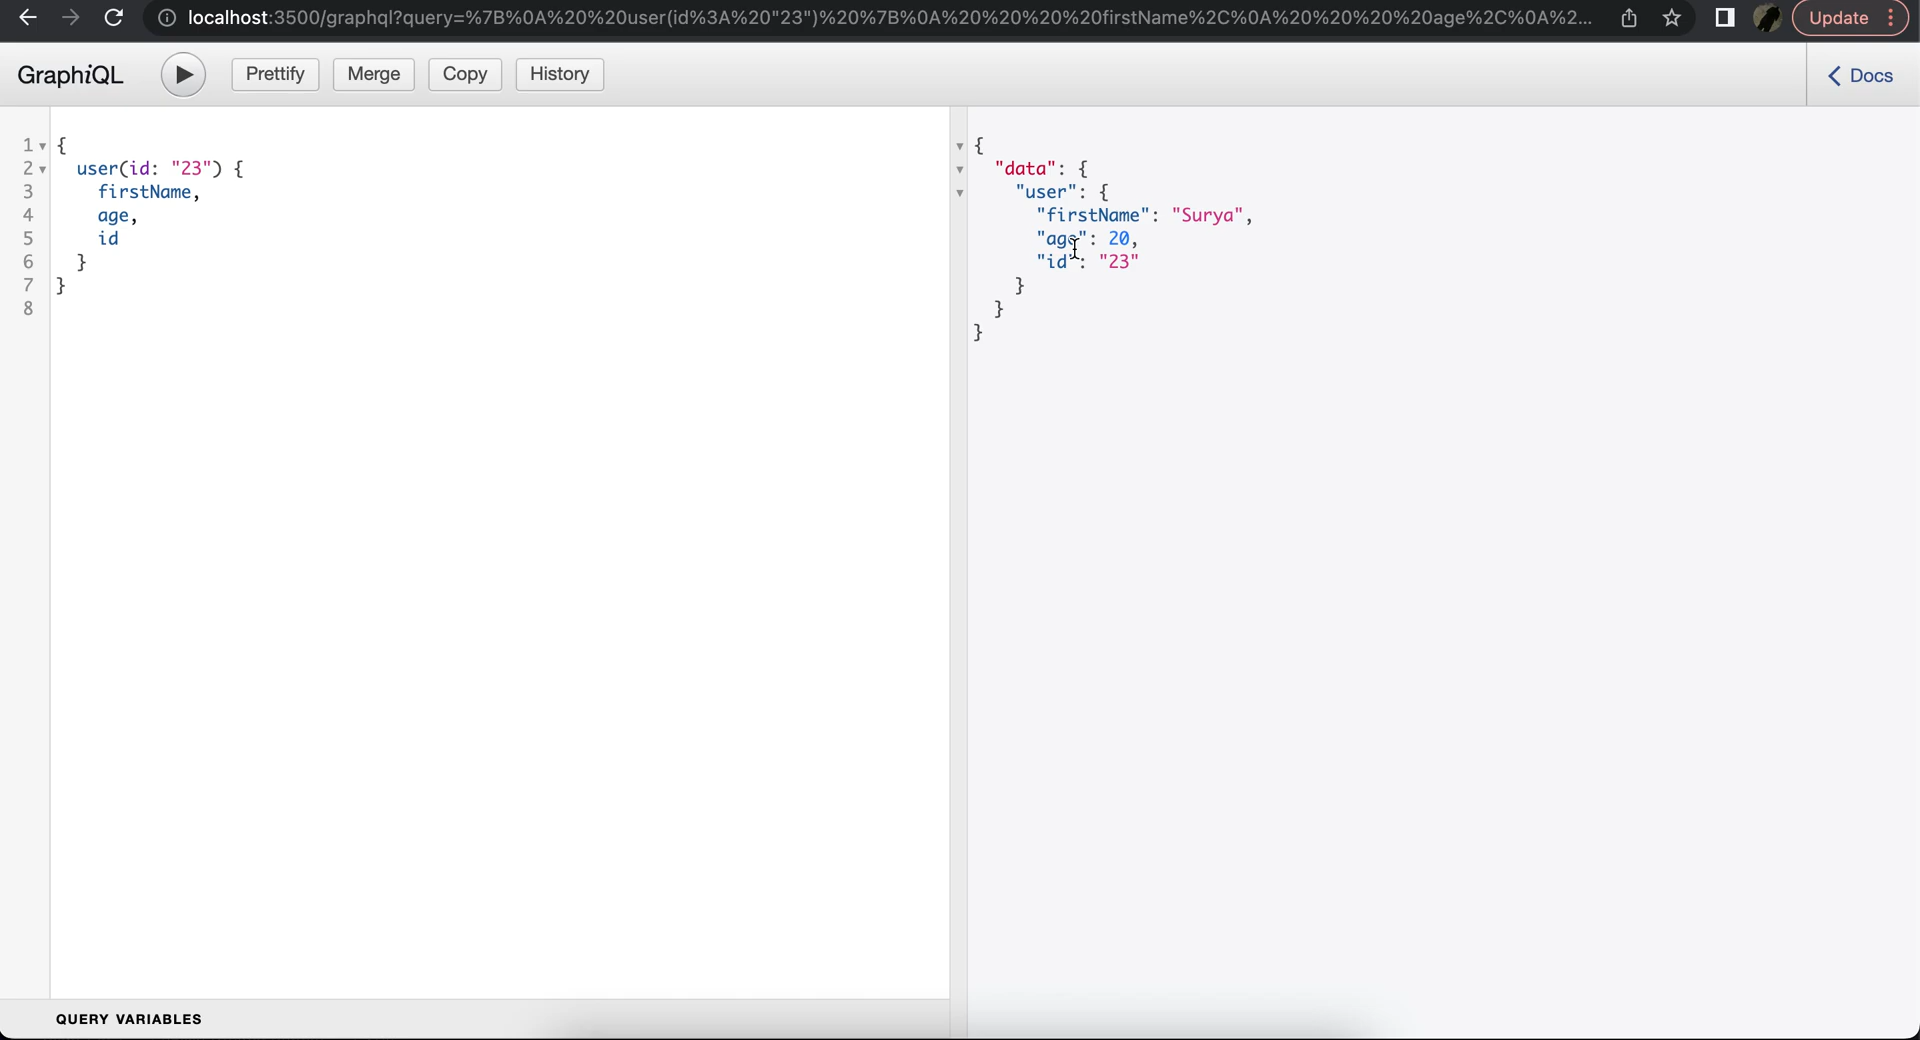 localhost:3500/graphql?query=%7B%0A%20%20user(id%3A%20"23")%20%7B%0A%20%20%20%20firstName%2C%0A%20%20%20%20age%2C%0A%2...
Update
GraphiQL
Prettify
Merge
Copy
History
Docs
1 {
2 user(id: "23") {
3 firstName,
4 age,
5 id
6 }
7 }
8
{
"data": {
"user": {
"firstName": "Surya",
"age": 20,
"id": "23"
}
}
}
QUERY VARIABLES